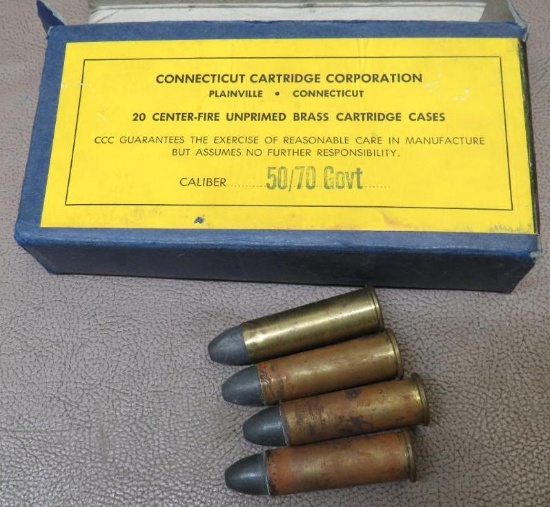 CONNECTICUT CARTRIDGE CORPORATION
PLAINVILLE • CONNECTICUT
20 CENTER-FIRE UNPRIMED BRASS CARTRIDGE CASES
CCC GUARANTEES THE EXERCISE OF REASONABLE CARE IN MANUFACTURE
BUT ASSUMES NO FURTHER RESPONSIBILITY.
CALIBER..........50/70 Govt......